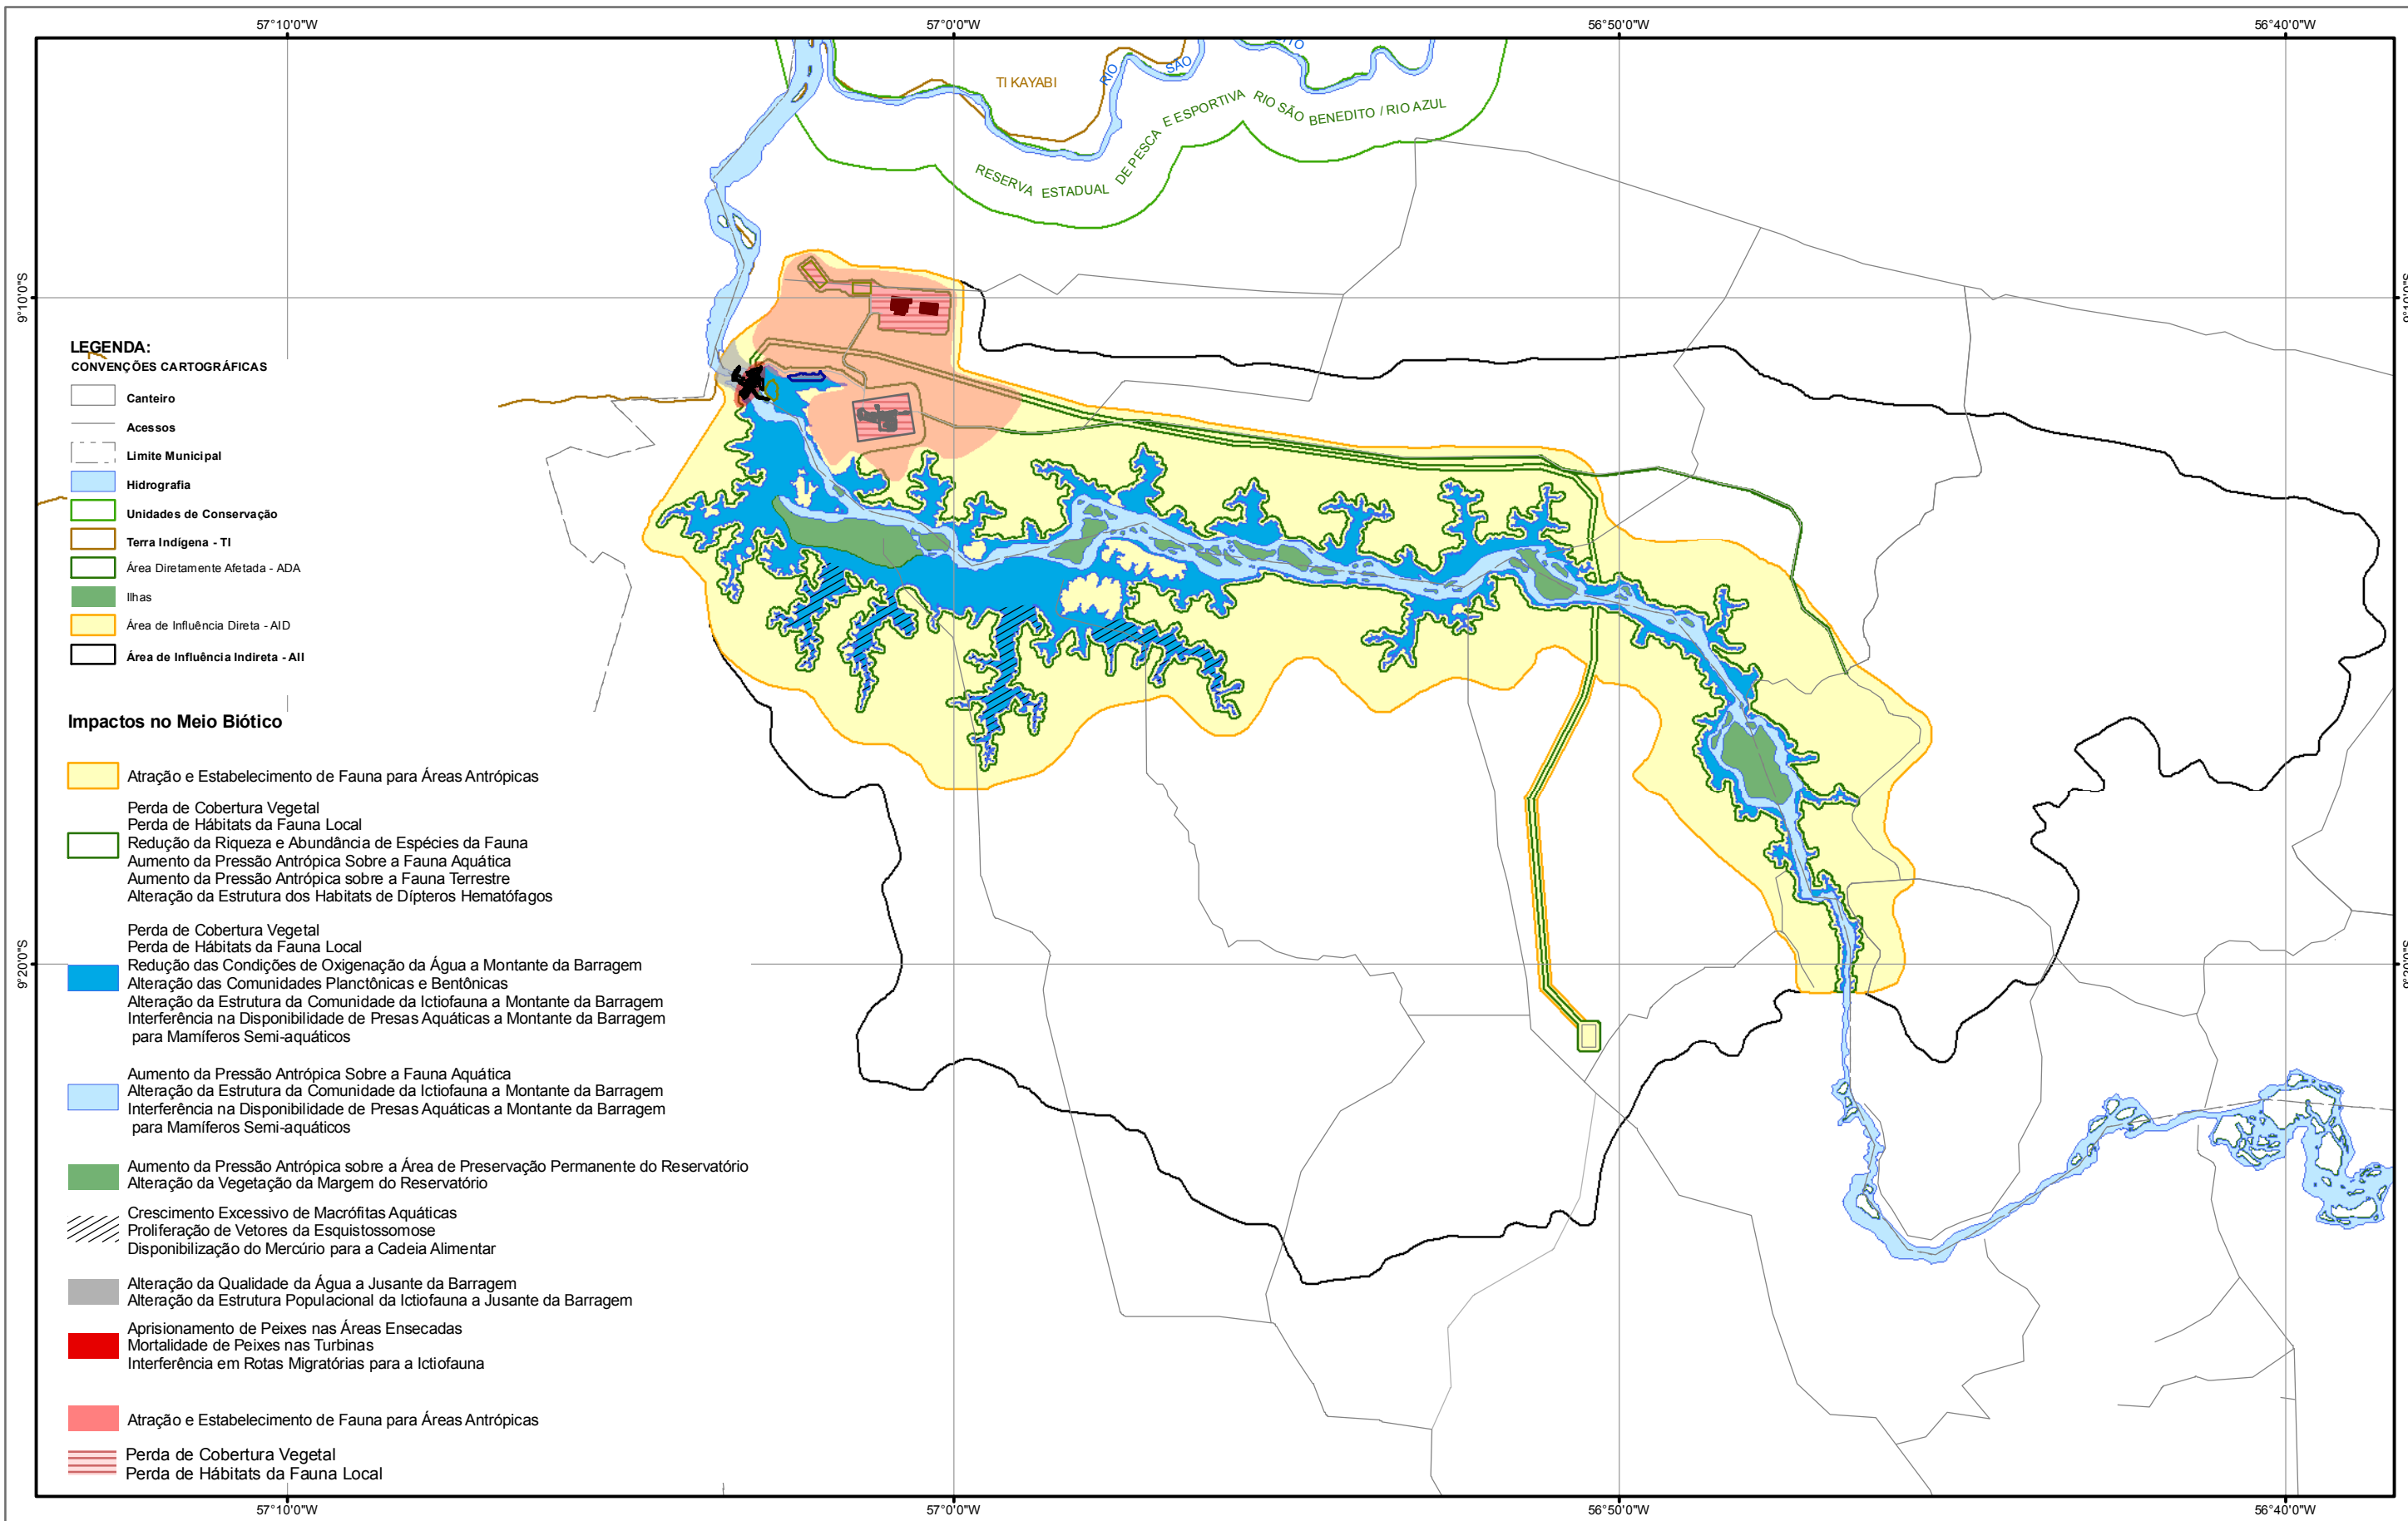 57°10'0"W
57°0'0"W
56°50'0"W
56°40'0"W
TI KAYABI
RIO
SÃO
RESERVA ESTADUAL DE PESCA E ESPORTIVA RIO SÃO BENEDITO / RIO AZUL
9°10'0"S
9°10'0"S
LEGENDA:
CONVENÇÕES CARTOGRÁFICAS
Canteiro
Acessos
Limite Municipal
Hidrografia
Unidades de Conservação
Terra Indígena - TI
Área Diretamente Afetada - ADA
Ilhas
Área de Influência Direta - AID
Área de Influência Indireta - AII
Impactos no Meio Biótico
Atração e Estabelecimento de Fauna para Áreas Antrópicas
Perda de Cobertura Vegetal
Perda de Hábitats da Fauna Local
Redução da Riqueza e Abundância de Espécies da Fauna
Aumento da Pressão Antrópica Sobre a Fauna Aquática
Aumento da Pressão Antrópica sobre a Fauna Terrestre
Alteração da Estrutura dos Habitats de Dípteros Hematófagos
Perda de Cobertura Vegetal
Perda de Hábitats da Fauna Local
Redução das Condições de Oxigenação da Água a Montante da Barragem
Alteração das Comunidades Planctônicas e Bentônicas
Alteração da Estrutura da Comunidade da Ictiofauna a Montante da Barragem
Interferência na Disponibilidade de Presas Aquáticas a Montante da Barragem
para Mamíferos Semi-aquáticos
9°20'0"S
9°20'0"S
Aumento da Pressão Antrópica Sobre a Fauna Aquática
Alteração da Estrutura da Comunidade da Ictiofauna a Montante da Barragem
Interferência na Disponibilidade de Presas Aquáticas a Montante da Barragem
para Mamíferos Semi-aquáticos
Aumento da Pressão Antrópica sobre a Área de Preservação Permanente do Reservatório
Alteração da Vegetação da Margem do Reservatório
Crescimento Excessivo de Macrófitas Aquáticas
Proliferação de Vetores da Esquistossomose
Disponibilização do Mercúrio para a Cadeia Alimentar
Alteração da Qualidade da Água a Jusante da Barragem
Alteração da Estrutura Populacional da Ictiofauna a Jusante da Barragem
Aprisionamento de Peixes nas Áreas Ensecadas
Mortalidade de Peixes nas Turbinas
Interferência em Rotas Migratórias para a Ictiofauna
Atração e Estabelecimento de Fauna para Áreas Antrópicas
Perda de Cobertura Vegetal
Perda de Hábitats da Fauna Local
57°10'0"W
57°0'0"W
56°50'0"W
56°40'0"W